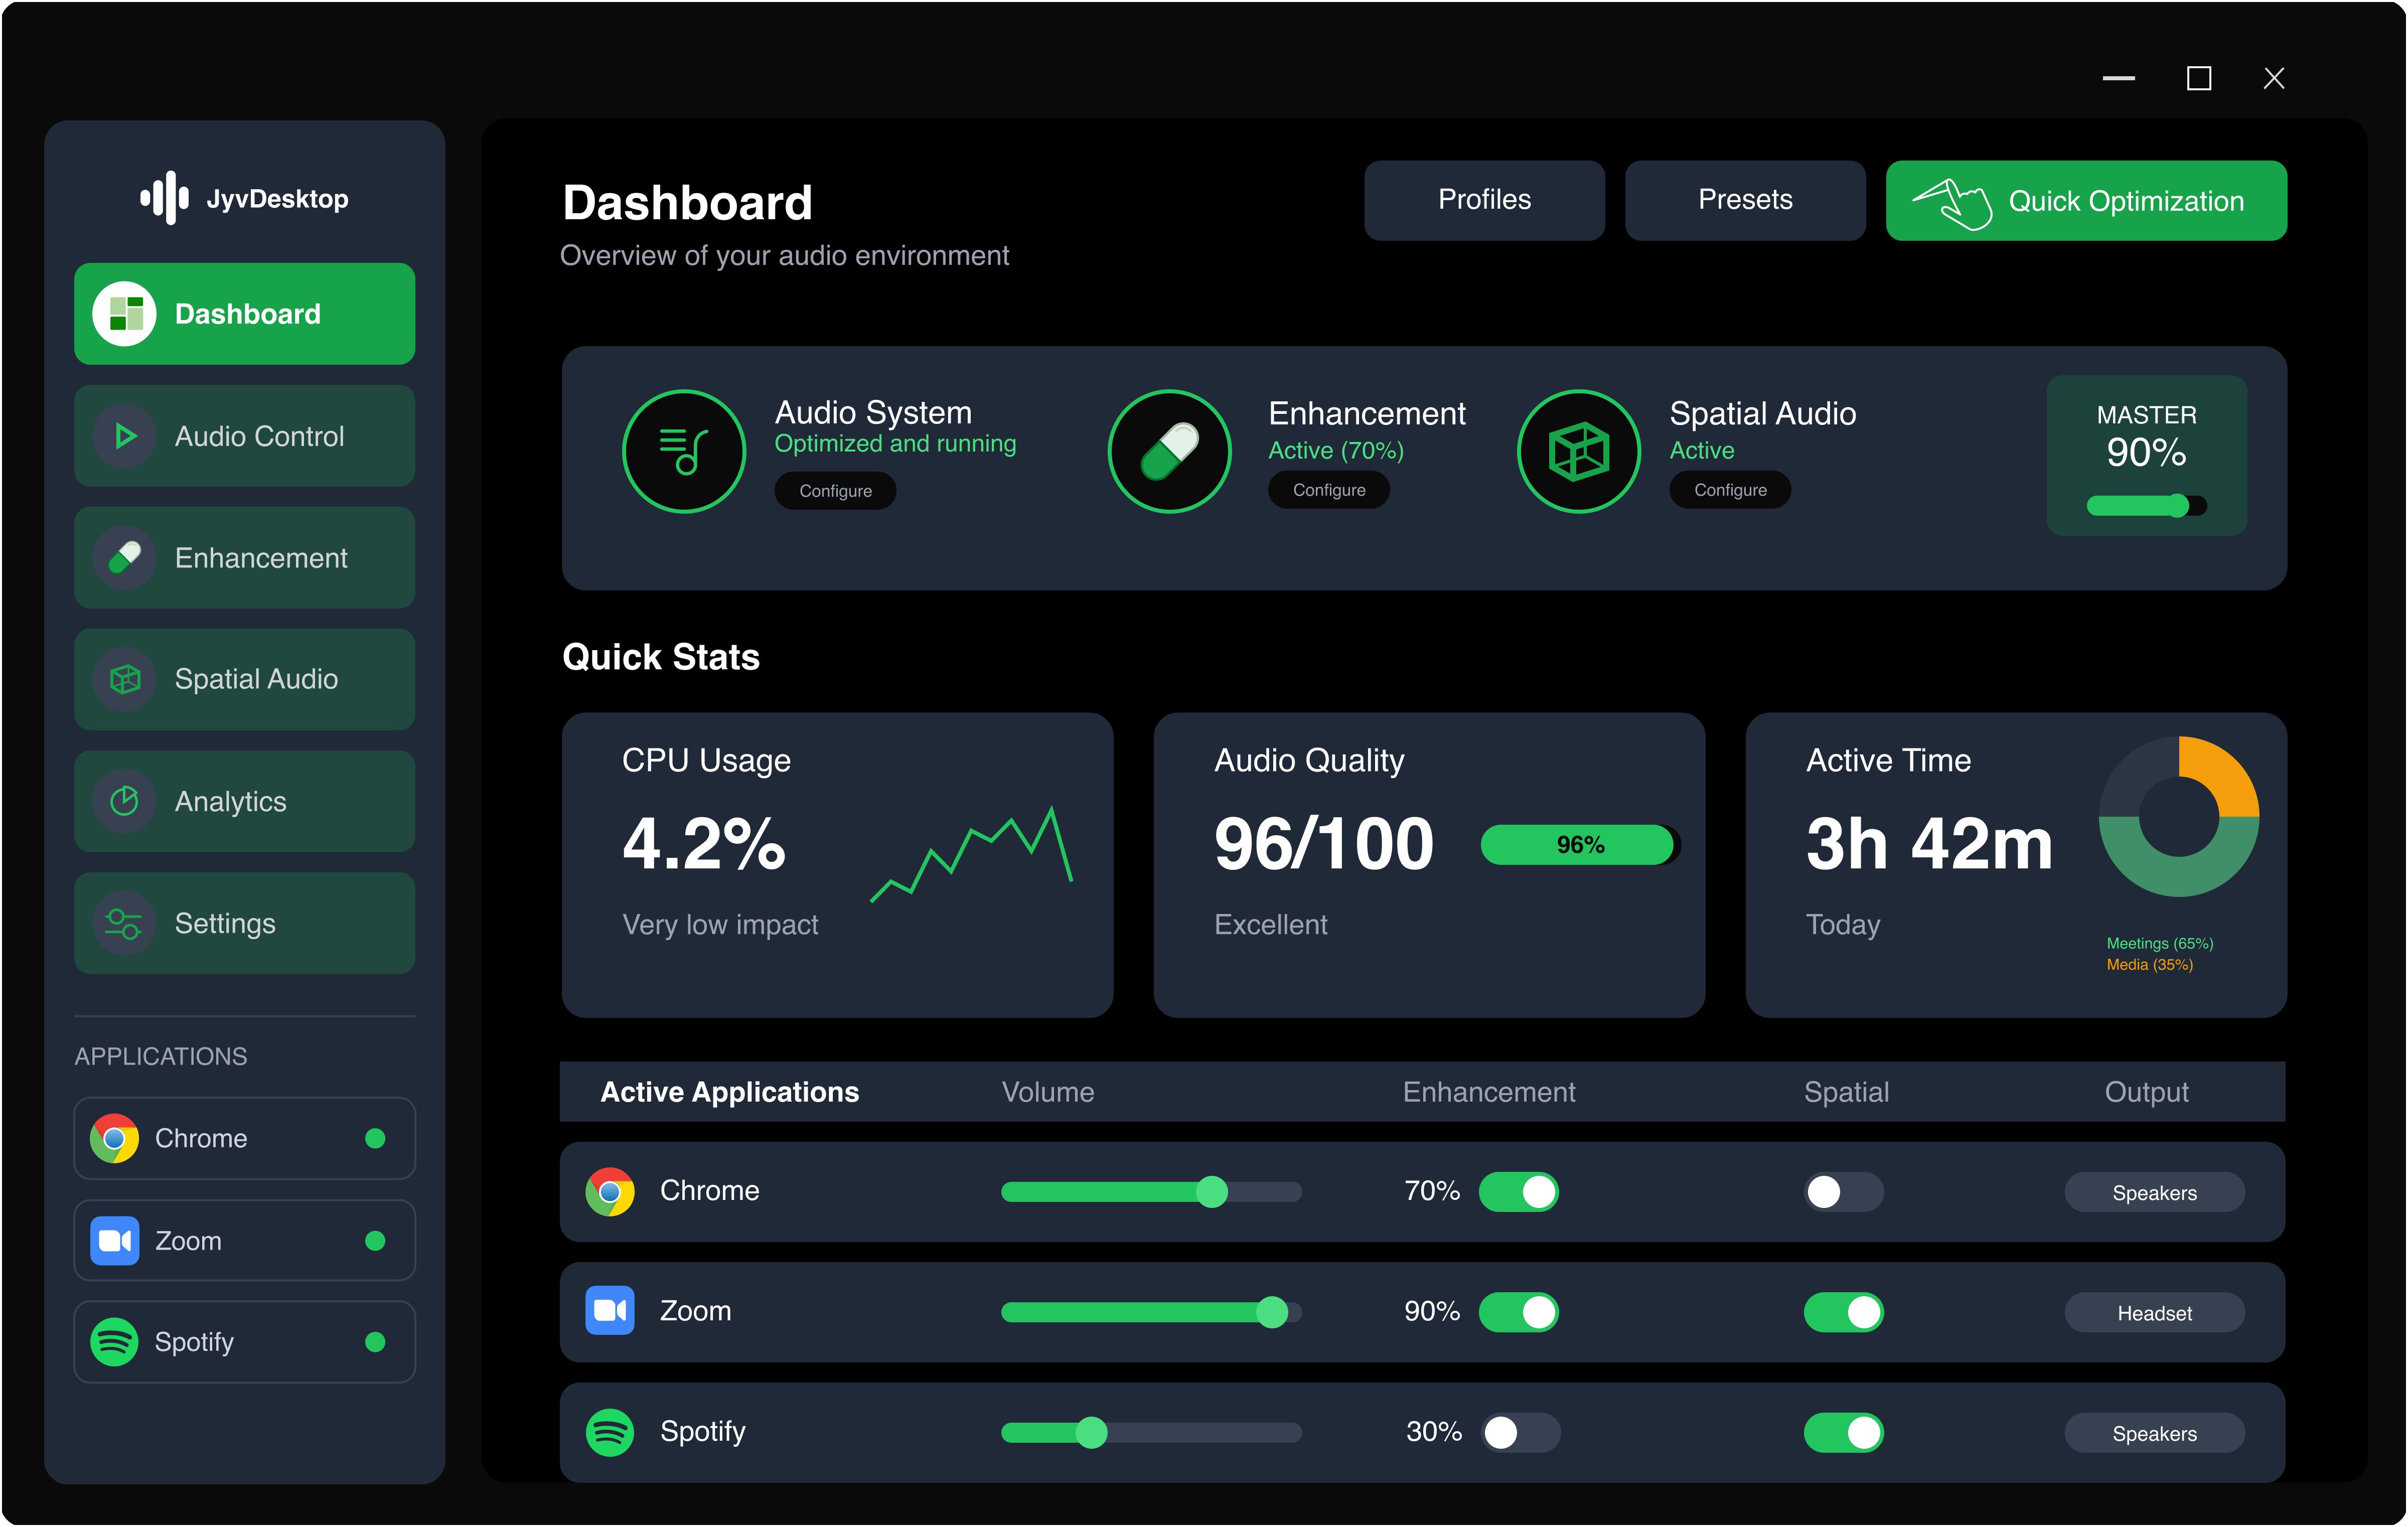 JyvDesktop
Dashboard
Audio Control
Enhancement
Spatial Audio
Analytics
Settings
APPLICATIONS
Chrome
Zoom
Spotify
Dashboard
Overview of your audio environment
Profiles
Presets
Quick Optimization
Audio System
Optimized and running
Configure
Enhancement
Active (70%)
Configure
Spatial Audio
Active
Configure
MASTER
90%
Quick Stats
CPU Usage
4.2%
Very low impact
Audio Quality
96/100
96%
Excellent
Active Time
3h 42m
Today
Meetings (65%)
Media (35%)
Active Applications Volume Enhancement Spatial Output
Chrome 70% Speakers
Zoom 90% Headset
Spotify 30% Speakers